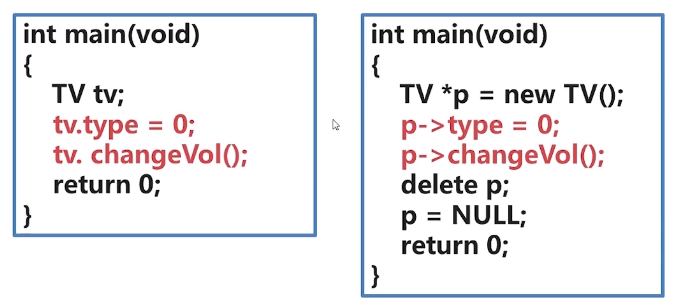 int main(void)
{
TV tv;
tv.type = 0;
tv. changeVol();
return 0;
}
int main(void)
{
TV *p = new TV();
p->type = 0;
p->changeVol();
delete p;
p = NULL;
return 0;
}